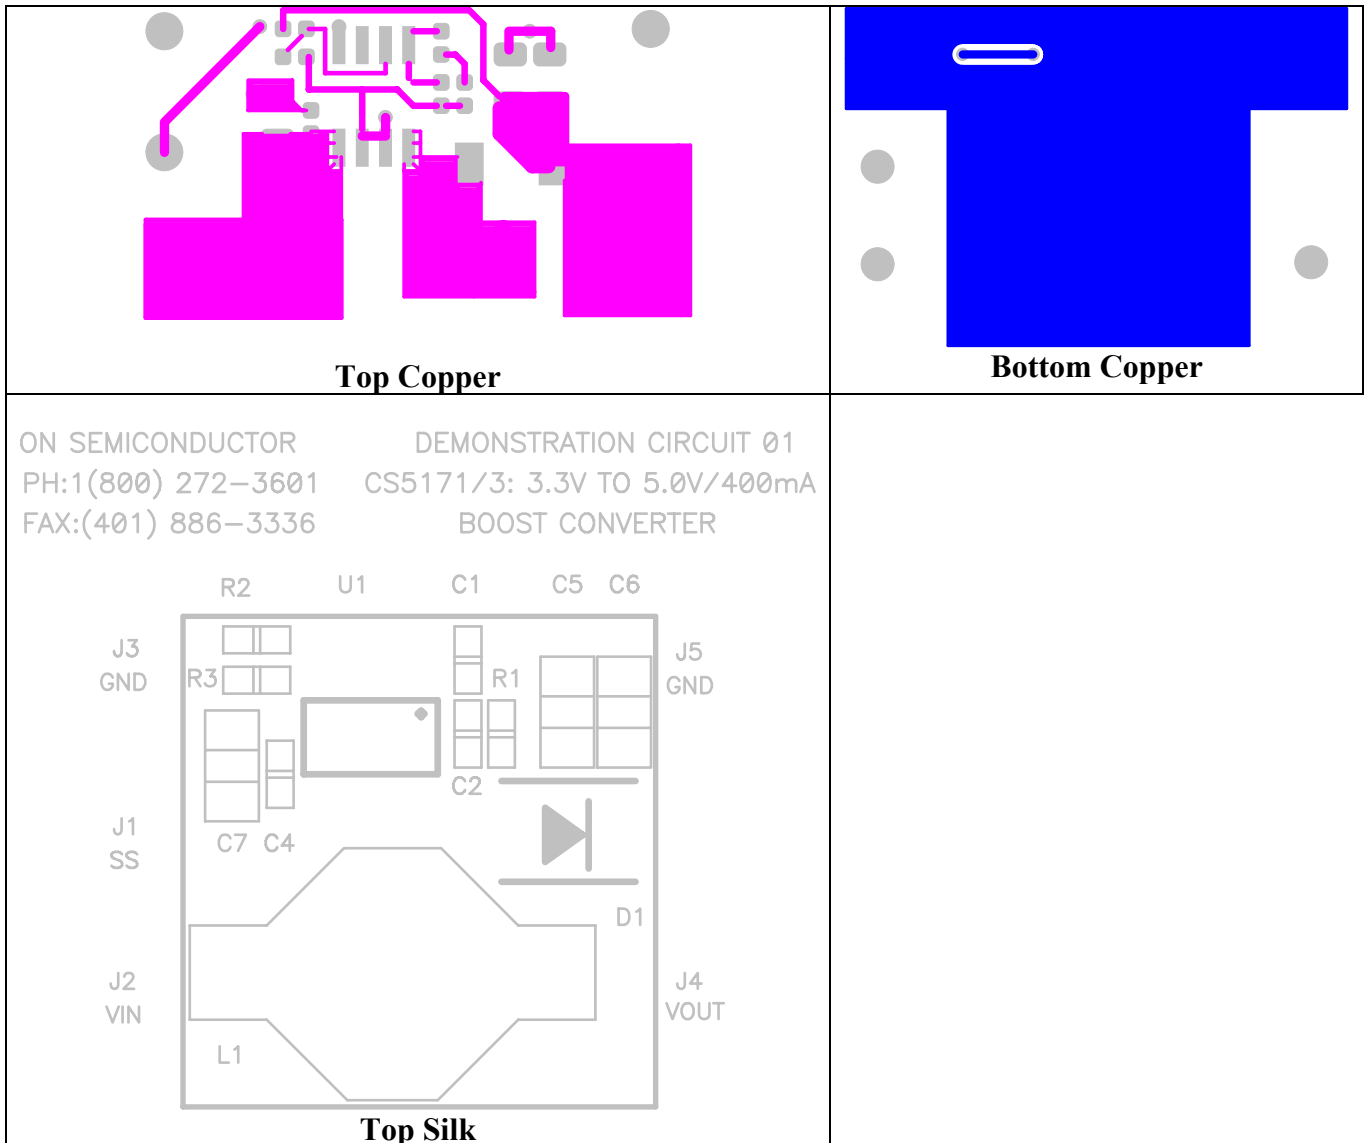 Top Copper
Bottom Copper
ON SEMICONDUCTOR DEMONSTRATION CIRCUIT 01
PH:1(800) 272-3601 CS5171/3: 3.3V TO 5.0V/400mA
FAX:(401) 886-3336 BOOST CONVERTER
R2 U1 C1 C5 C6
J3 J5
GND R3 R1 GND
C2
J1 C7 C4
SS
D1
J2 J4
VIN VOUT
L1
Top Silk